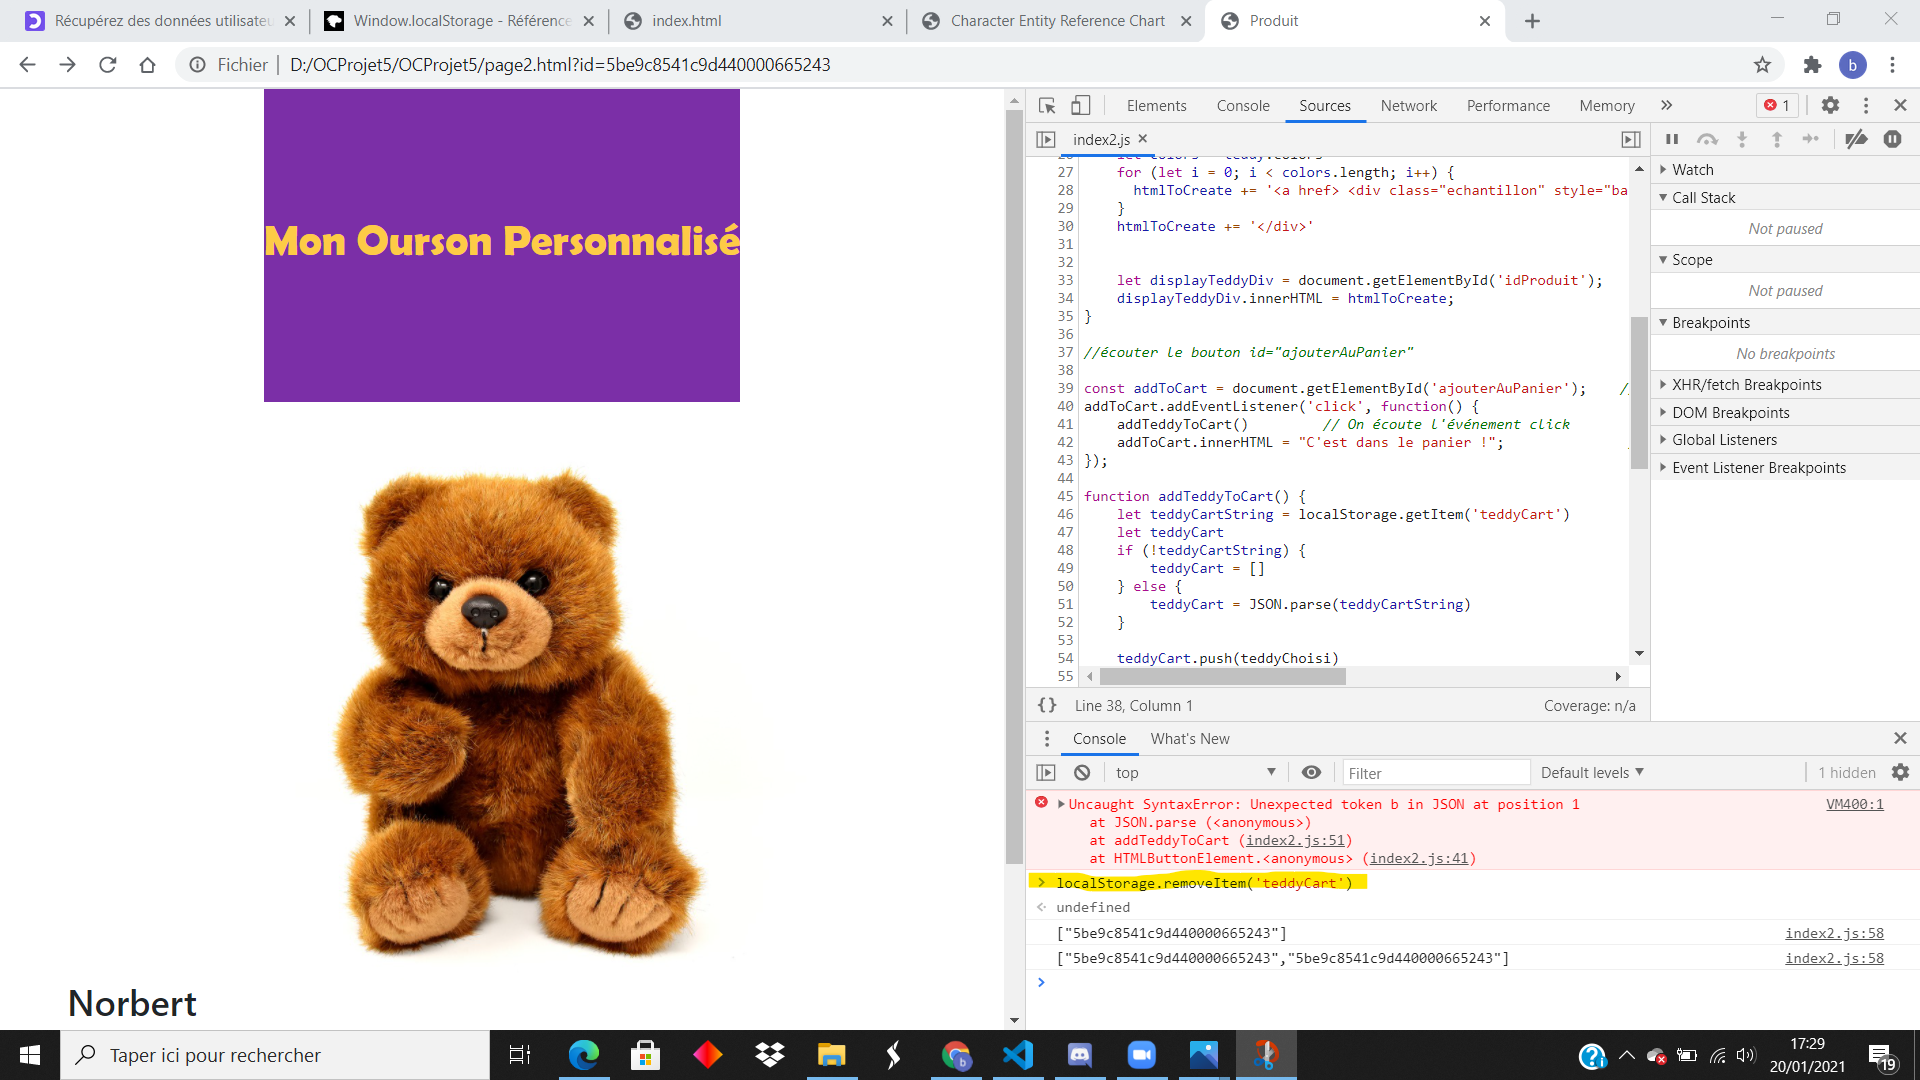 Récupérez des données utilisateu
Window.localStorage - Référence
index.html
Character Entity Reference Chart
Produit
Fichier
D:/OCProjet5/OCProjet5/page2.html?id=5be9c8541c9d440000665243
b
Mon Ourson Personnalisé
Norbert
Elements
Console
Sources
Network
Performance
Memory
1
index2.js
27 for (let i = 0; i < colors.length; i++) {
28 htmlToCreate += '<a href> <div class="echantillon" style="ba
29 }
30 htmlToCreate += '</div>'
31
32
33 let displayTeddyDiv = document.getElementById('idProduit');
34 displayTeddyDiv.innerHTML = htmlToCreate;
35 }
36
37 //écouter le bouton id="ajouterAuPanier"
38
39 const addToCart = document.getElementById('ajouterAuPanier');    /
40 addToCart.addEventListener('click', function() {
41 addTeddyToCart()         // On écoute l'événement click
42 addToCart.innerHTML = "C'est dans le panier !";
43 });
44
45 function addTeddyToCart() {
46 let teddyCartString = localStorage.getItem('teddyCart')
47 let teddyCart
48 if (!teddyCartString) {
49 teddyCart = []
50 } else {
51 teddyCart = JSON.parse(teddyCartString)
52 }
53
54 teddyCart.push(teddyChoisi)
55
{} Line 38, Column 1
Coverage: n/a
Watch
Call Stack
Not paused
Scope
Not paused
Breakpoints
No breakpoints
XHR/fetch Breakpoints
DOM Breakpoints
Global Listeners
Event Listener Breakpoints
Console
What's New
top
Filter
Default levels
1 hidden
Uncaught SyntaxError: Unexpected token b in JSON at position 1
VM400:1
at JSON.parse (<anonymous>)
at addTeddyToCart (index2.js:51)
at HTMLButtonElement.<anonymous> (index2.js:41)
> localStorage.removeItem('teddyCart')
undefined
["5be9c8541c9d440000665243"]
index2.js:58
["5be9c8541c9d440000665243","5be9c8541c9d440000665243"]
index2.js:58
>
Taper ici pour rechercher
17:29
20/01/2021
19